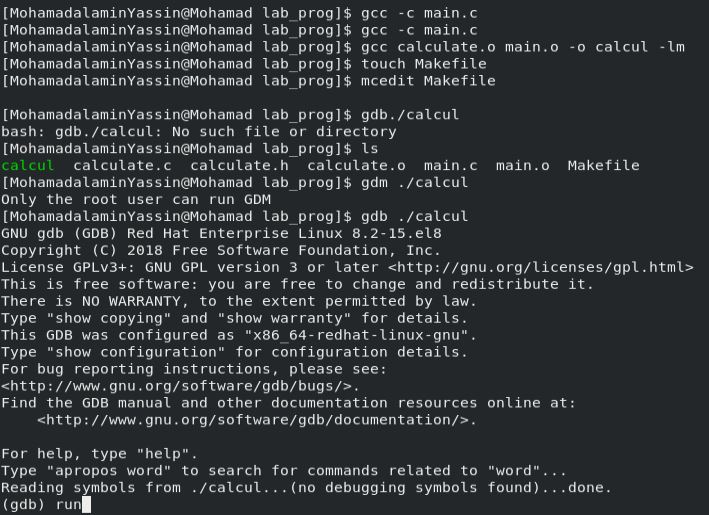 [MohamadalaminYassin@Mohamad lab_prog]$ gcc -c main.c
[MohamadalaminYassin@Mohamad lab_prog]$ gcc -c main.c
[MohamadalaminYassin@Mohamad lab_prog]$ gcc calculate.o main.o -o calcul -lm
[MohamadalaminYassin@Mohamad lab_prog]$ touch Makefile
[MohamadalaminYassin@Mohamad lab_prog]$ mcedit Makefile

[MohamadalaminYassin@Mohamad lab_prog]$ gdb./calcul
bash: gdb./calcul: No such file or directory
[MohamadalaminYassin@Mohamad lab_prog]$ ls
calcul  calculate.c  calculate.h  calculate.o  main.c  main.o  Makefile
[MohamadalaminYassin@Mohamad lab_prog]$ gdm ./calcul
Only the root user can run GDM
[MohamadalaminYassin@Mohamad lab_prog]$ gdb ./calcul
GNU gdb (GDB) Red Hat Enterprise Linux 8.2-15.el8
Copyright (C) 2018 Free Software Foundation, Inc.
License GPLv3+: GNU GPL version 3 or later <http://gnu.org/licenses/gpl.html>
This is free software: you are free to change and redistribute it.
There is NO WARRANTY, to the extent permitted by law.
Type "show copying" and "show warranty" for details.
This GDB was configured as "x86_64-redhat-linux-gnu".
Type "show configuration" for configuration details.
For bug reporting instructions, please see:
<http://www.gnu.org/software/gdb/bugs/>.
Find the GDB manual and other documentation resources online at:
    <http://www.gnu.org/software/gdb/documentation/>.

For help, type "help".
Type "apropos word" to search for commands related to "word"...
Reading symbols from ./calcul...(no debugging symbols found)...done.
(gdb) run